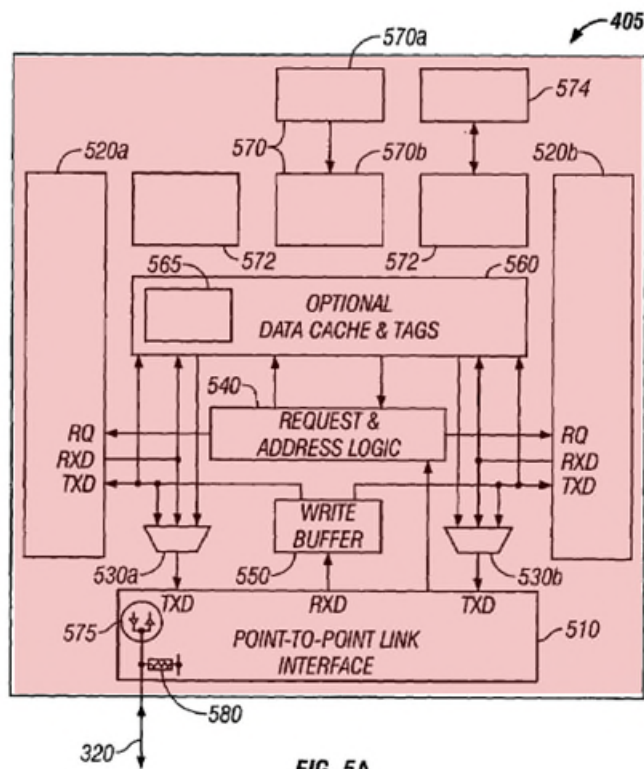 405
570a
574
520a
570
570b
520b
572
572
560
565
OPTIONAL
DATA CACHE & TAGS
540
REQUEST &
ADDRESS LOGIC
RQ
RQ
RXD
RXD
TXD
TXD
WRITE
BUFFER
530a
550
530b
TXD
RXD
TXD
575
510
POINT-TO-POINT LINK
INTERFACE
580
320
FIG. 5A